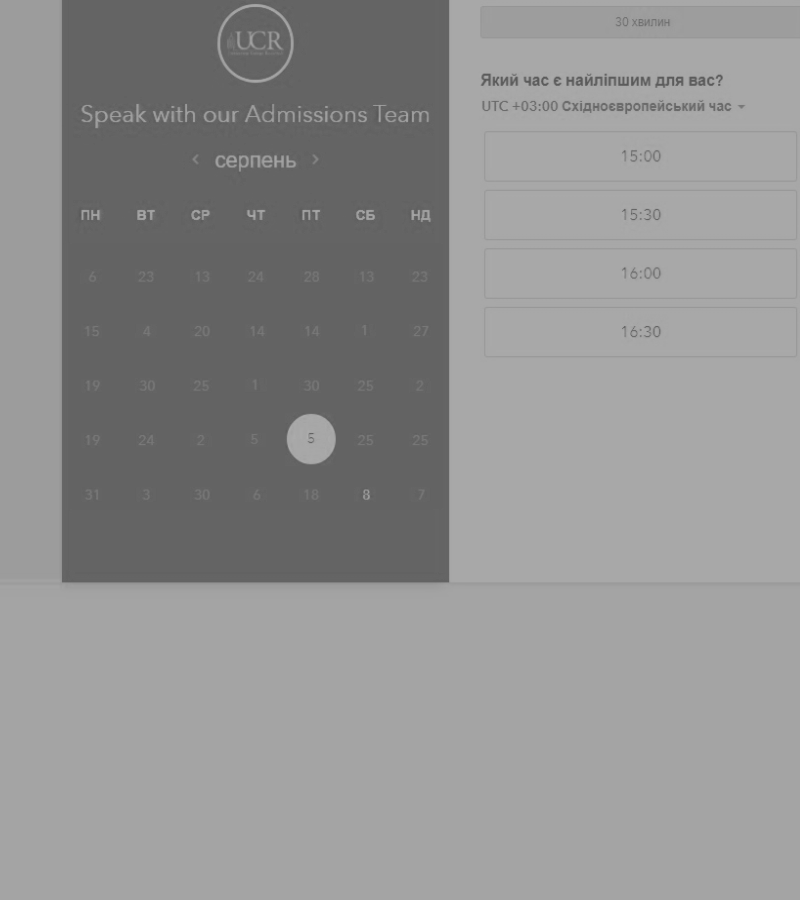 UCR
Speak with our Admissions Team
‹ серпень ›
ПН ВТ СР ЧТ ПТ СБ НД
6 23 13 24 28 13 23
15 4 20 14 14 1 27
19 30 25 1 30 25 2
19 24 2 5 5 25 25
31 3 30 6 18 8 7
30 хвилин
Який час є найліпшим для вас?
UTC +03:00 Східноєвропейський час
15:00
15:30
16:00
16:30